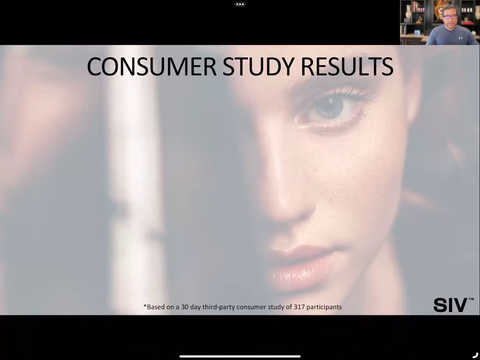 CONSUMER STUDY RESULTS
*Based on a 30 day third-party consumer study of 317 participants
SIV™